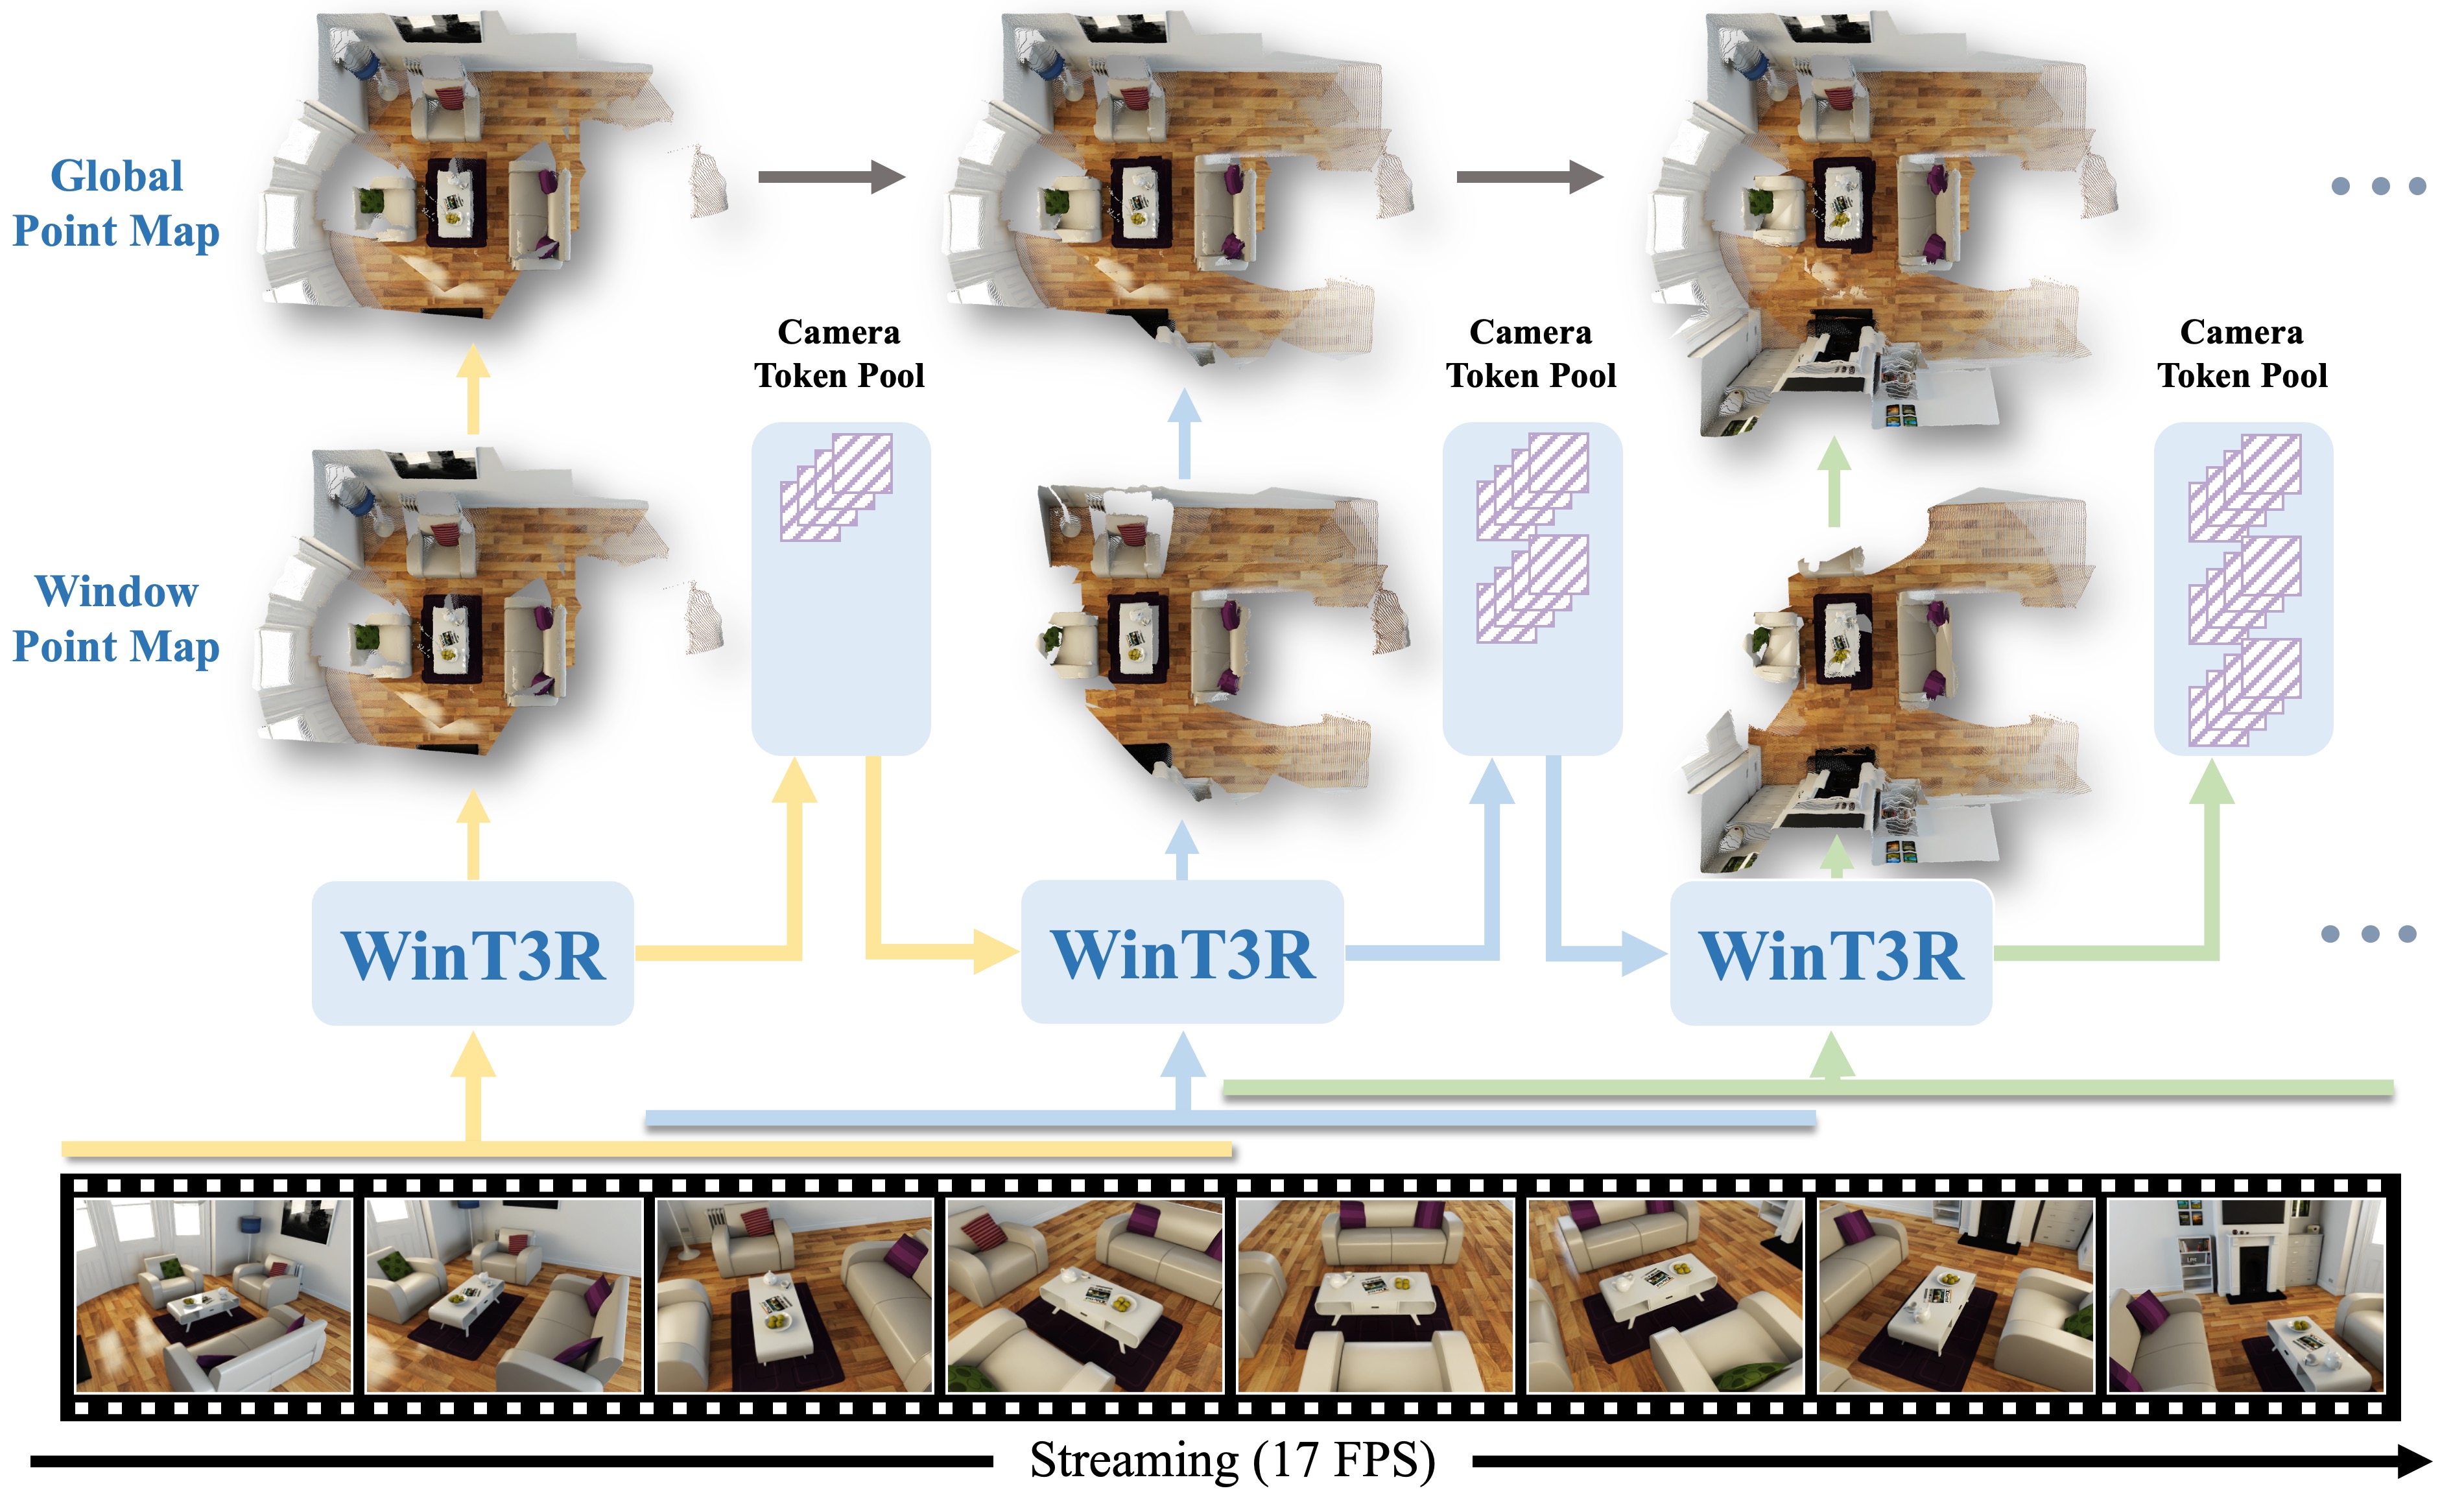 Global
Point Map
Camera
Token Pool
Camera
Token Pool
Camera
Token Pool
Window
Point Map
WinT3R
WinT3R
WinT3R
Streaming (17 FPS)